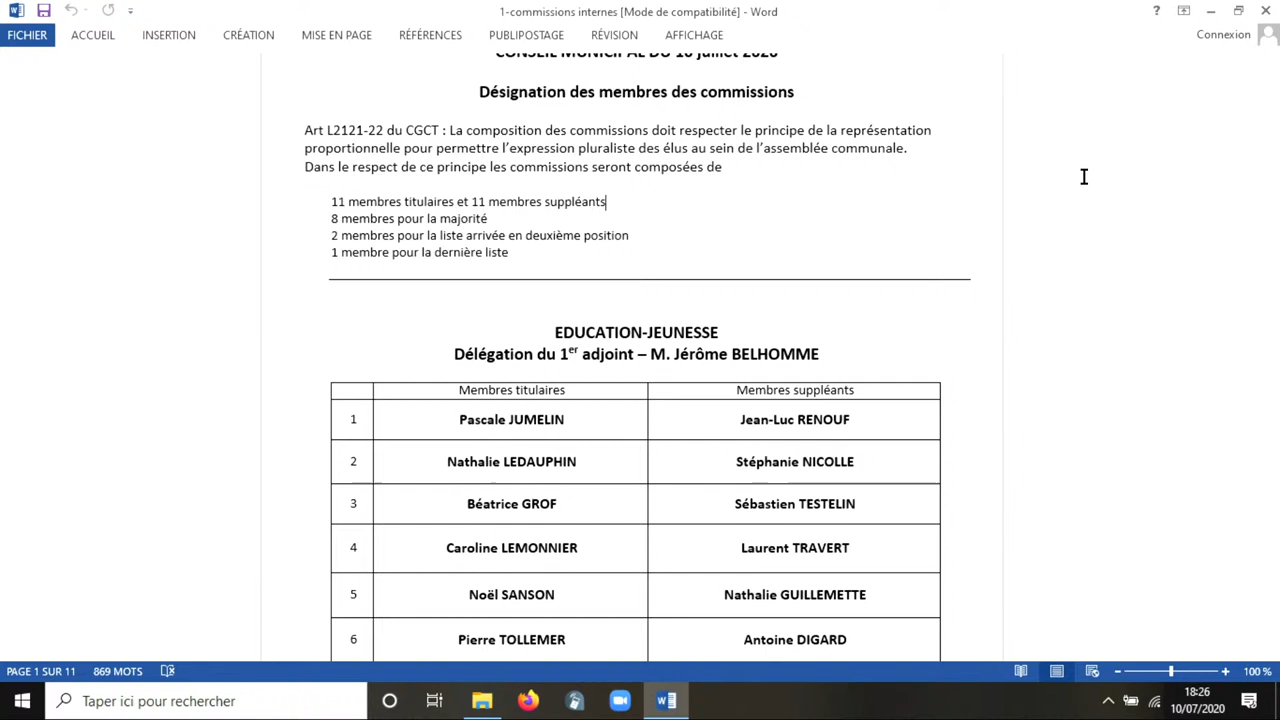 1-commissions internes [Mode de compatibilité] - Word
?
FICHIER ACCUEIL INSERTION CRÉATION MISE EN PAGE RÉFÉRENCES PUBLIPOSTAGE RÉVISION AFFICHAGE Connexion
CONSEIL MUNICIPAL DU juillet 2020
Désignation des membres des commissions
Art L2121-22 du CGCT : La composition des commissions doit respecter le principe de la représentation
proportionnelle pour permettre l'expression pluraliste des élus au sein de l'assemblée communale.
Dans le respect de ce principe les commissions seront composées de
11 membres titulaires et 11 membres suppléants
8 membres pour la majorité
2 membres pour la liste arrivée en deuxième position
1 membre pour la dernière liste
EDUCATION-JEUNESSE
Délégation du 1er adjoint – M. Jérôme BELHOMME
Membres titulaires Membres suppléants
1 Pascale JUMELIN Jean-Luc RENOUF
2 Nathalie LEDAUPHIN Stéphanie NICOLLE
3 Béatrice GROF Sébastien TESTELIN
4 Caroline LEMONNIER Laurent TRAVERT
5 Noël SANSON Nathalie GUILLEMETTE
6 Pierre TOLLEMER Antoine DIGARD
PAGE 1 SUR 11 869 MOTS 100 %
Taper ici pour rechercher
18:26
10/07/2020